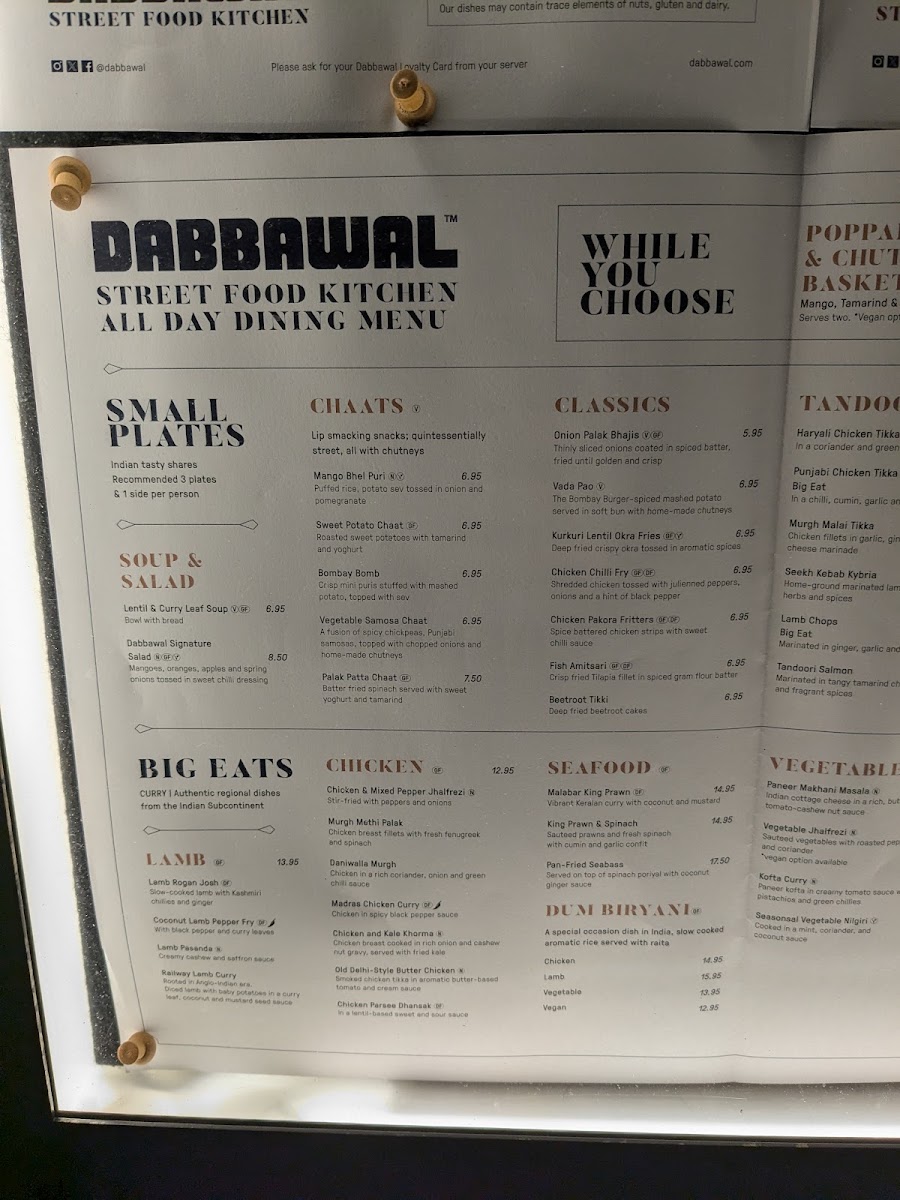 STREET FOOD KITCHEN
Our dishes may contain trace elements of nuts, gluten and dairy.
@dabbawal
Please ask for your Dabbawal Loyalty Card from your server
dabbawal.com
ST
DABBAWAL™
STREET FOOD KITCHEN
ALL DAY DINING MENU
WHILE
YOU
CHOOSE
POPPA
& CHUT
BASKET
Mango, Tamarind &
Serves two. *Vegan opt
SMALL
PLATES
Indian tasty shares
Recommended 3 plates
& 1 side per person
SOUP &
SALAD
Lentil & Curry Leaf Soup V GF 6.95
Bowl with bread
Dabbawal Signature
Salad N GF V 8.50
Mangoes, oranges, apples and spring
onions tossed in sweet chilli dressing
CHAATS V
Lip smacking snacks; quintessentially
street, all with chutneys
Mango Bhel Puri N V 6.95
Puffed rice, potato sev tossed in onion and
pomegranate
Sweet Potato Chaat GF 6.95
Roasted sweet potatoes with tamarind
and yoghurt
Bombay Bomb 6.95
Crisp mini puris stuffed with mashed
potato, topped with sev
Vegetable Samosa Chaat 6.95
A fusion of spicy chickpeas, Punjabi
samosas, topped with chopped onions and
home-made chutneys
Palak Patta Chaat GF 7.50
Batter fried spinach served with sweet
yoghurt and tamarind
CLASSICS
Onion Palak Bhajis V GF 5.95
Thinly sliced onions coated in spiced batter,
fried until golden and crisp
Vada Pao V 6.95
The Bombay Burger-spiced mashed potato
served in soft bun with home-made chutneys
Kurkuri Lentil Okra Fries GF V 6.95
Deep fried crispy okra tossed in aromatic spices
Chicken Chilli Fry GF DF 6.95
Shredded chicken tossed with julienned peppers,
onions and a hint of black pepper
Chicken Pakora Fritters GF DF 6.95
Spice battered chicken strips with sweet
chilli sauce
Fish Amitsari GF DF 6.95
Crisp fried Tilapia fillet in spiced gram flour batter
Beetroot Tikki 6.95
Deep fried beetroot cakes
TANDOO
Haryali Chicken Tikka
In a coriander and green
Punjabi Chicken Tikka
Big Eat
In a chilli, cumin, garlic an
Murgh Malai Tikka
Chicken fillets in garlic, gin
cheese marinade
Seekh Kebab Kybria
Home-ground marinated lam
herbs and spices
Lamb Chops
Big Eat
Marinated in ginger, garlic and
Tandoori Salmon
Marinated in tangy tamarind ch
and fragrant spices
BIG EATS
CURRY | Authentic regional dishes
from the Indian Subcontinent
LAMB GF 13.95
Lamb Rogan Josh DF
Slow-cooked lamb with Kashmiri
chillies and ginger
Coconut Lamb Pepper Fry DF
With black pepper and curry leaves
Lamb Pasanda N
Creamy cashew and saffron sauce
Railway Lamb Curry
Rooted in Anglo-Indian era.
Diced lamb with baby potatoes in a curry
leaf, coconut and mustard seed sauce
CHICKEN GF 12.95
Chicken & Mixed Pepper Jhalfrezi N
Stir-fried with peppers and onions
Murgh Methi Palak
Chicken breast fillets with fresh fenugreek
and spinach
Daniwalla Murgh
Chicken in a rich coriander, onion and green
chilli sauce
Madras Chicken Curry DF
Chicken in spicy black pepper sauce
Chicken and Kale Khorma N
Chicken breast cooked in rich onion and cashew
nut gravy, served with fried kale
Old Delhi-Style Butter Chicken N
Smoked chicken tikka in aromatic butter-based
tomato and cream sauce
Chicken Parsee Dhansak DF
In a lentil-based sweet and sour sauce
SEAFOOD GF
Malabar King Prawn DF 14.95
Vibrant Keralan curry with coconut and mustard
King Prawn & Spinach 14.95
Sauteed prawns and fresh spinach
with cumin and garlic confit
Pan-Fried Seabass 17.50
Served on top of spinach poriyal with coconut
ginger sauce
DUM BIRYANI GF
A special occasion dish in India, slow cooked
aromatic rice served with raita
Chicken 14.95
Lamb 15.95
Vegetable 13.95
Vegan 12.95
VEGETABLE
Paneer Makhani Masala N
Indian cottage cheese in a rich, but
tomato-cashew nut sauce
Vegetable Jhalfrezi N
Sauteed vegetables with roasted pep
and coriander
*vegan option available
Kofta Curry N
Paneer kofta in creamy tomato sauce w
pistachios and green chillies
Seasonsal Vegetable Nilgiri V
Cooked in a mint, coriander, and
coconut sauce